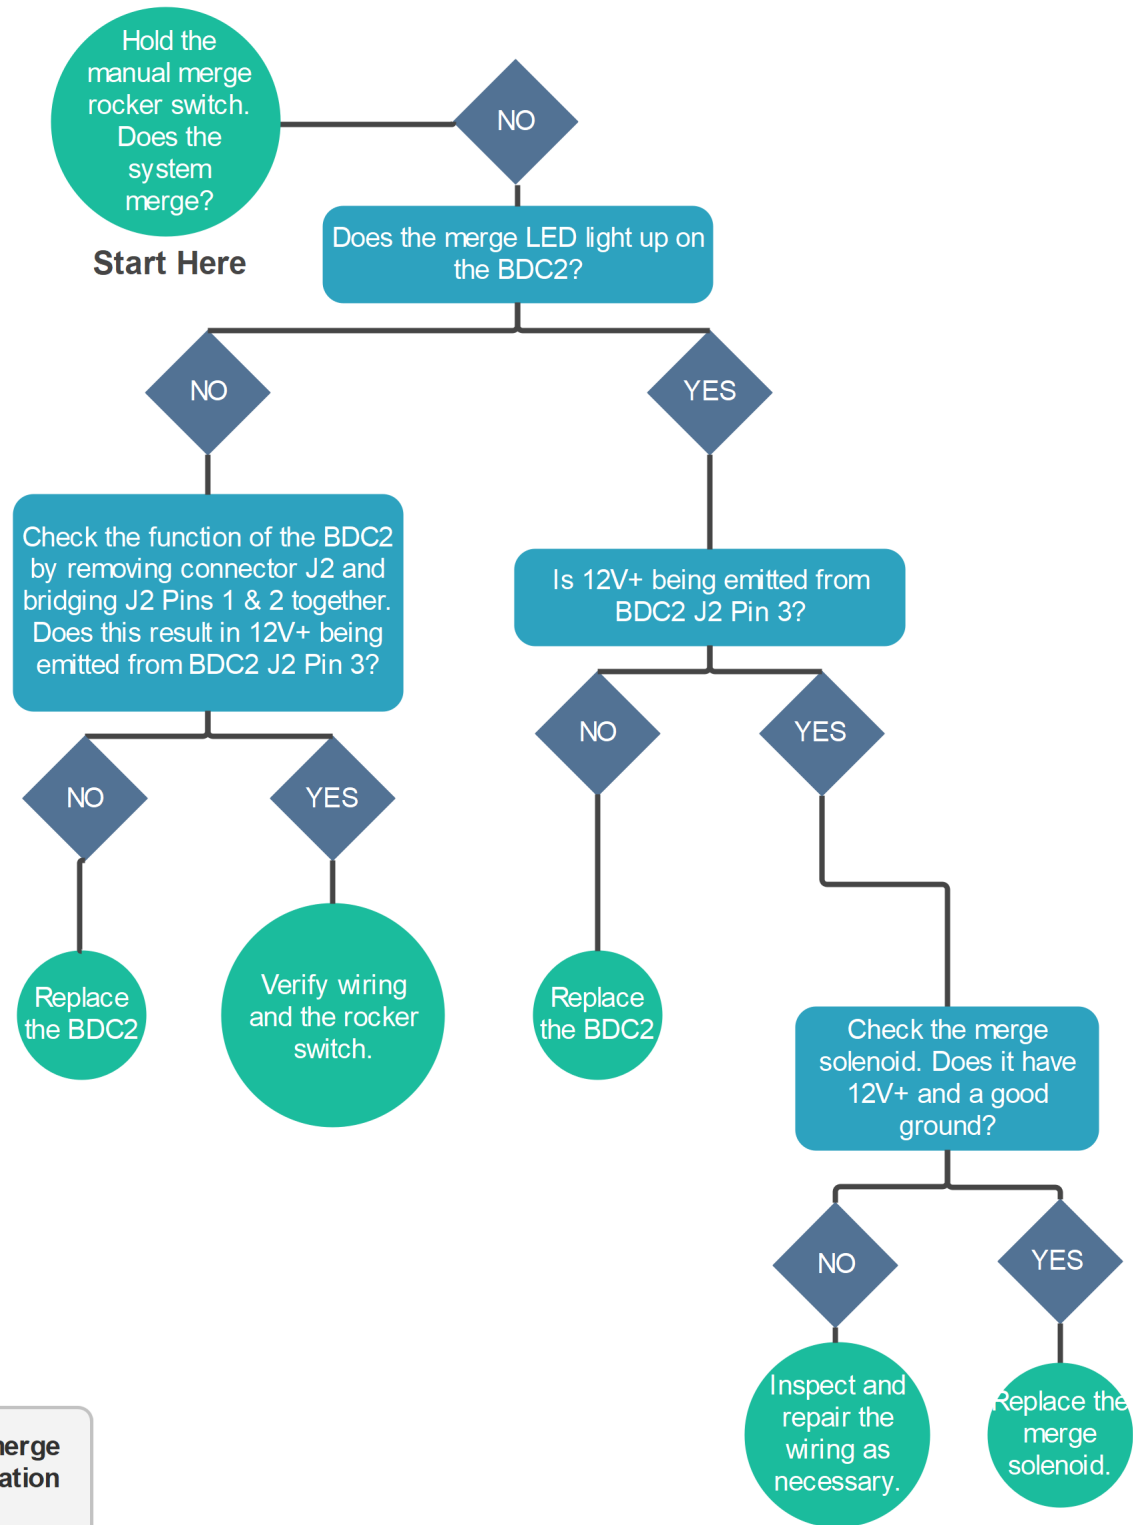 Hold the
manual merge
rocker switch.
Does the
system
merge?
Start Here
NO
Does the merge LED light up on
the BDC2?
NO
YES
Check the function of the BDC2
by removing connector J2 and
bridging J2 Pins 1 & 2 together.
Does this result in 12V+ being
emitted from BDC2 J2 Pin 3?
Is 12V+ being emitted from
BDC2 J2 Pin 3?
NO
YES
NO
YES
Replace
the BDC2
Verify wiring
and the rocker
switch.
Replace
the BDC2
Check the merge
solenoid. Does it have
12V+ and a good
ground?
NO
YES
Inspect and
repair the
wiring as
necessary.
Replace the
merge
solenoid.